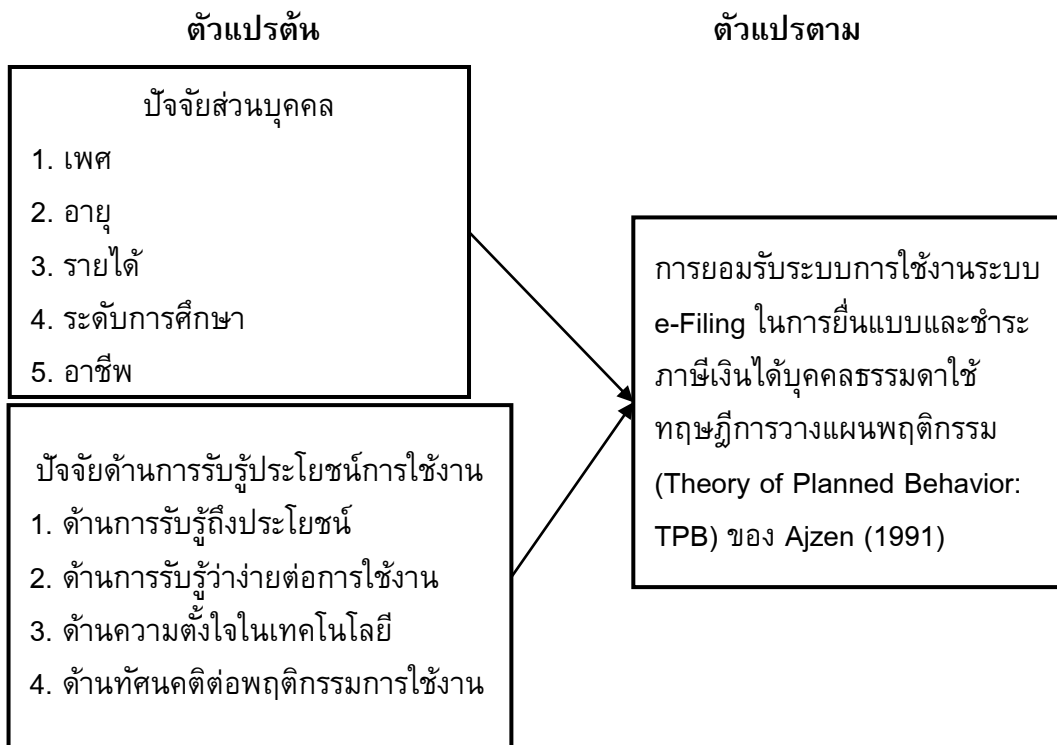 ตัวแปรต้น
ตัวแปรตาม
ปัจจัยส่วนบุคคล
1. เพศ
2. อายุ
3. รายได้
4. ระดับการศึกษา
5. อาชีพ
ปัจจัยด้านการรับรู้ประโยชน์การใช้งาน
1. ด้านการรับรู้ถึงประโยชน์
2. ด้านการรับรู้ว่าง่ายต่อการใช้งาน
3. ด้านความตั้งใจในเทคโนโลยี
4. ด้านทัศนคติต่อพฤติกรรมการใช้งาน
การยอมรับระบบการใช้งานระบบ
e-Filing ในการยื่นแบบและชำระ
ภาษีเงินได้บุคคลธรรมดาใช้
ทฤษฎีการวางแผนพฤติกรรม
(Theory of Planned Behavior:
TPB) ของ Ajzen (1991)